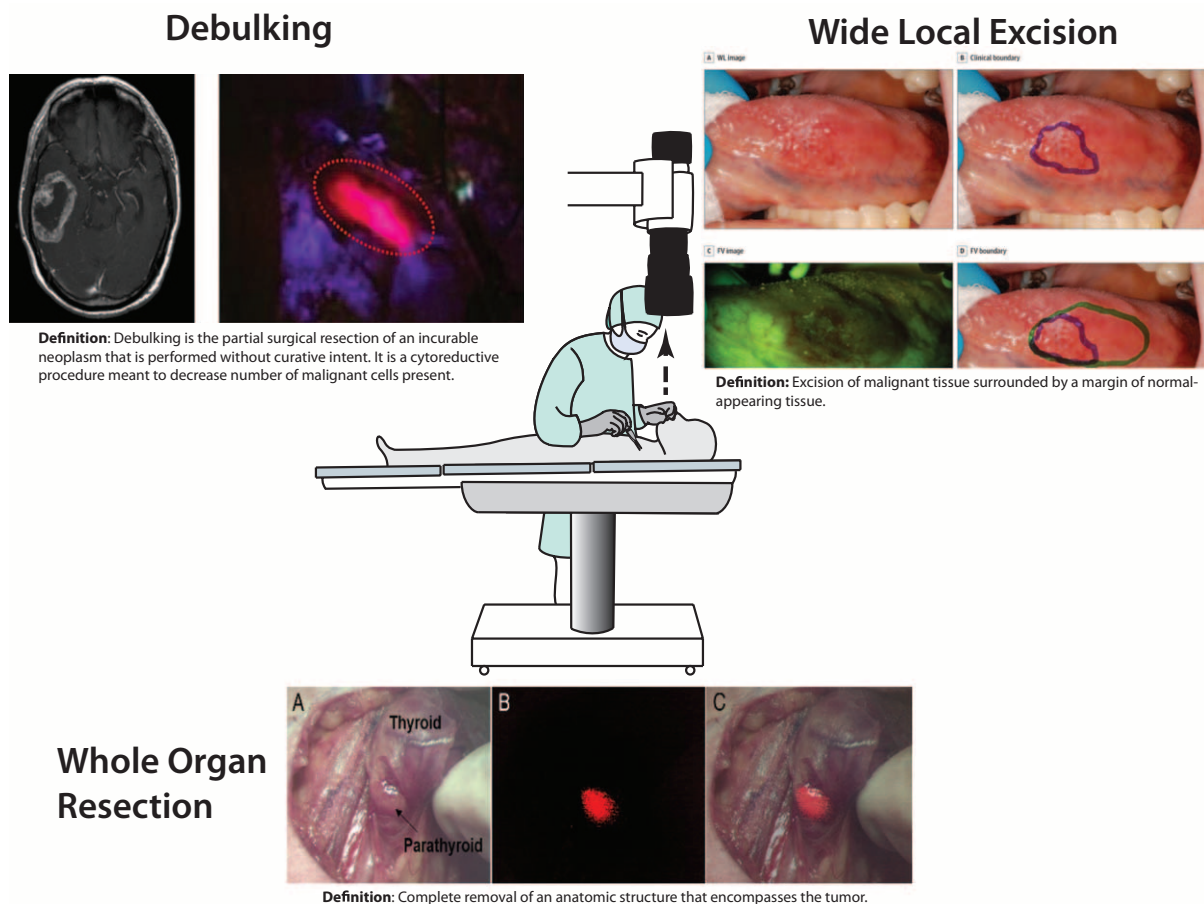 Debulking
Definition: Debulking is the partial surgical resection of an incurable
neoplasm that is performed without curative intent. It is a cytoreductive
procedure meant to decrease number of malignant cells present.
Wide Local Excision
A WL image
B Clinical boundary
C FV image
D FV boundary
Definition: Excision of malignant tissue surrounded by a margin of normal-
appearing tissue.
Whole Organ
Resection
A
Thyroid
Parathyroid
B
C
Definition: Complete removal of an anatomic structure that encompasses the tumor.